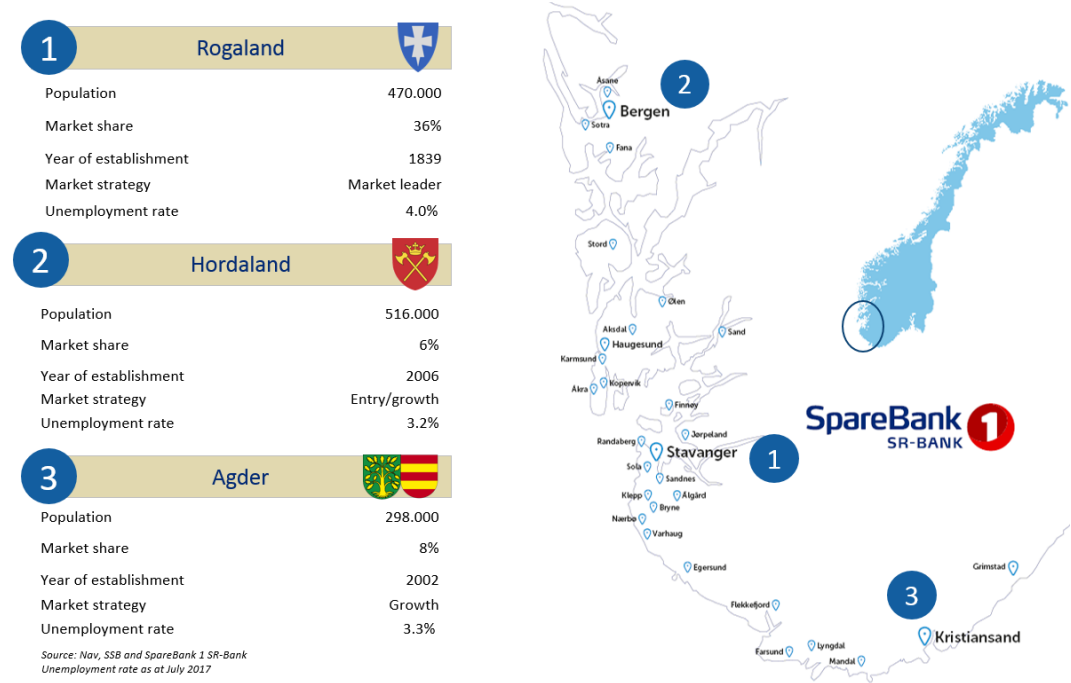 1
Rogaland
Population 470.000
Market share 36%
Year of establishment 1839
Market strategy Market leader
Unemployment rate 4.0%
2
Hordaland
Population 516.000
Market share 6%
Year of establishment 2006
Market strategy Entry/growth
Unemployment rate 3.2%
3
Agder
Population 298.000
Market share 8%
Year of establishment 2002
Market strategy Growth
Unemployment rate 3.3%
Source: Nav, SSB and SpareBank 1 SR-Bank
Unemployment rate as at July 2017
Åsane
2
Bergen
Sotra
Fana
Stord
Ølen
Aksdal
Sand
Haugesund
Karmsund
Kopervik
Åkra
Finnøy
Jørpeland
Randaberg
Stavanger
1
Sola
Sandnes
Klepp
Ålgård
Bryne
Nærbø
Varhaug
Egersund
Flekkefjord
Grimstad
3
Kristiansand
Lyngdal
Farsund
Mandal
SpareBank 1
SR-BANK